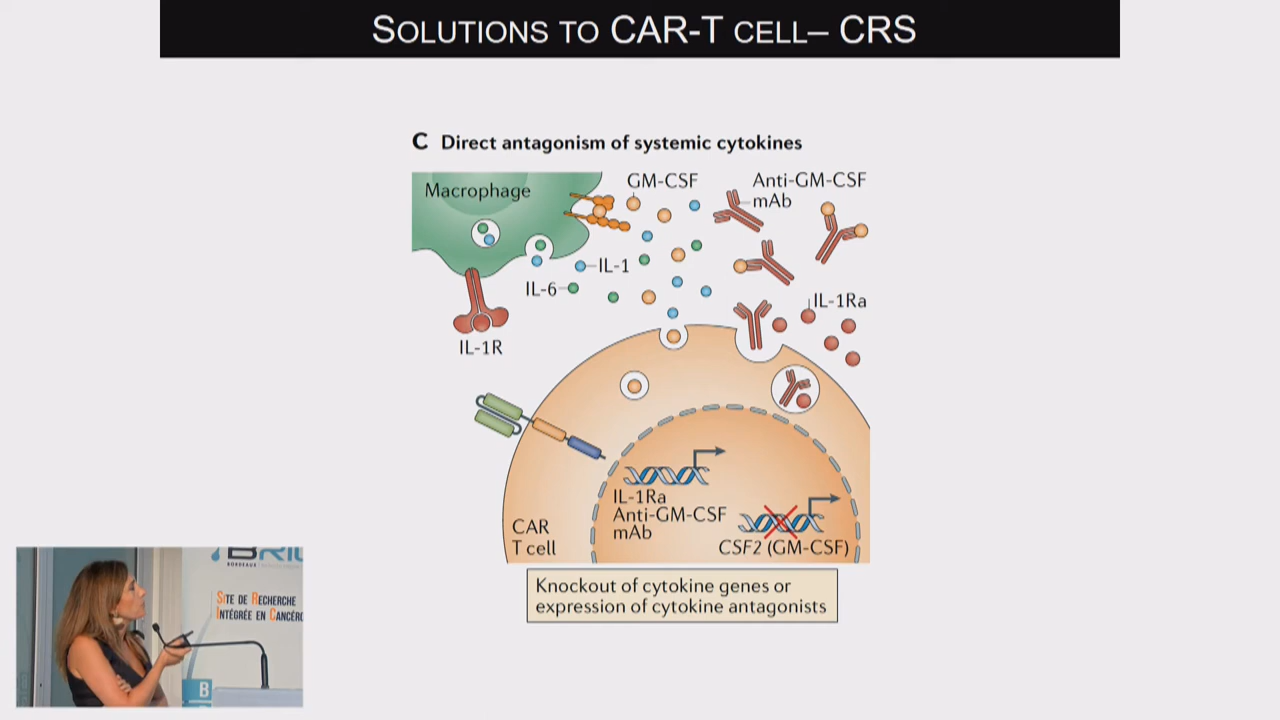 SOLUTIONS TO CAR-T CELL– CRS
C Direct antagonism of systemic cytokines
Macrophage
GM-CSF
Anti-GM-CSF
mAb
IL-1
IL-6
IL-1Ra
IL-1R
IL-1Ra
Anti-GM-CSF
mAb
CAR
T cell
CSF2 (GM-CSF)
Knockout of cytokine genes or
expression of cytokine antagonists
BORDEAUX
SITE DE RECHERCHE
INTÉGRÉE EN
B